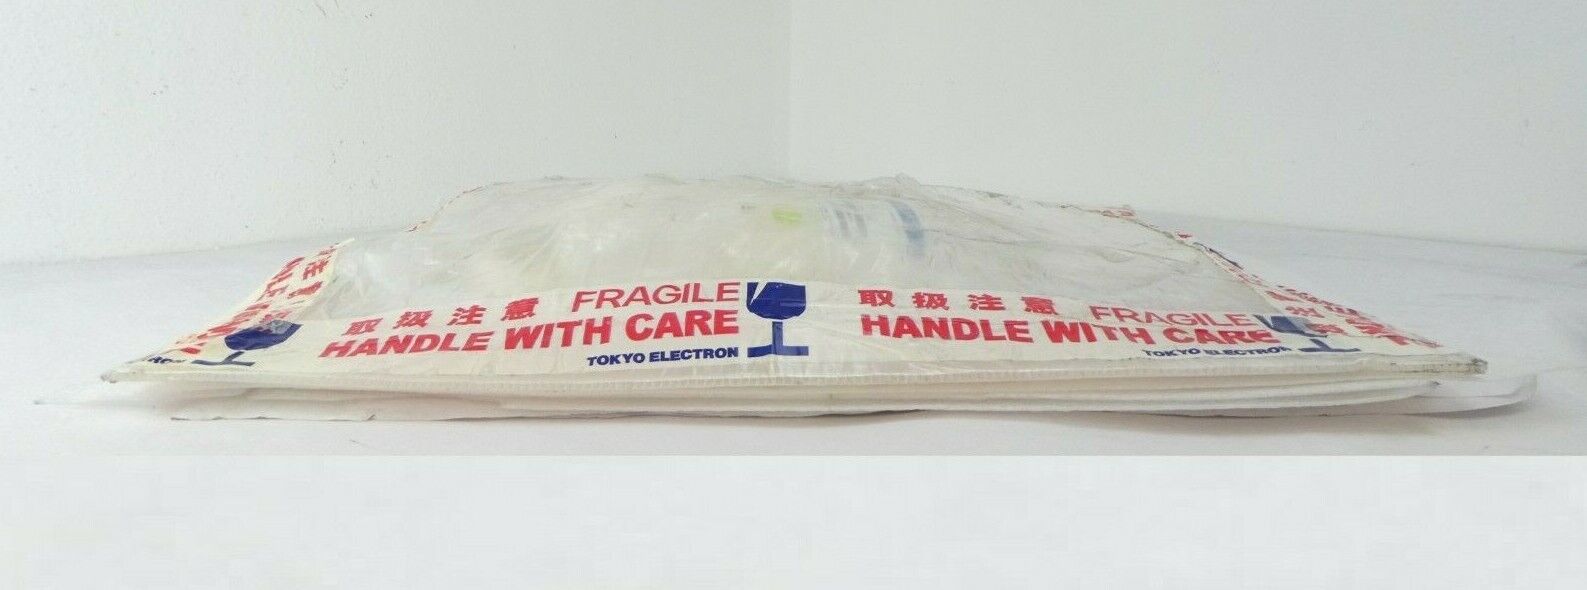 取扱注意 FRAGILE
HANDLE WITH CARE
TOKYO ELECTRON
取扱注意 FRAGILE
HANDLE WITH CARE
TOKYO ELECTRON